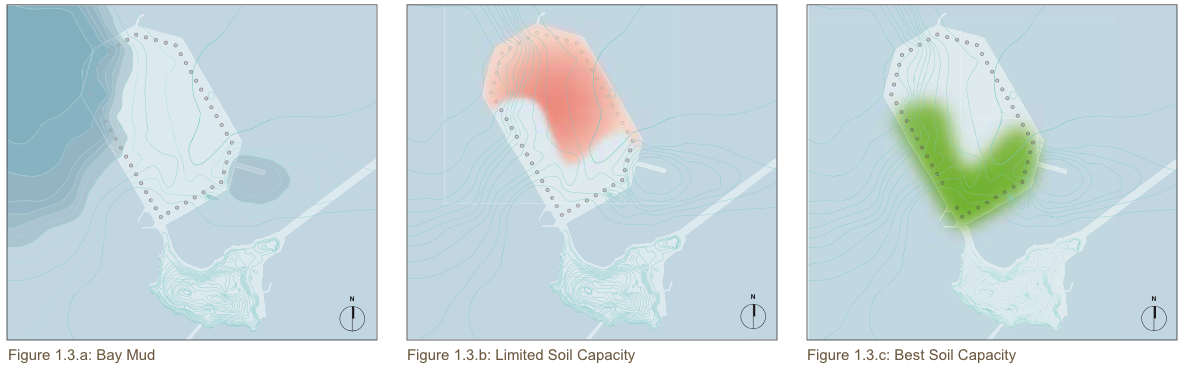 N
N
N
Figure 1.3.a: Bay Mud
Figure 1.3.b: Limited Soil Capacity
Figure 1.3.c: Best Soil Capacity